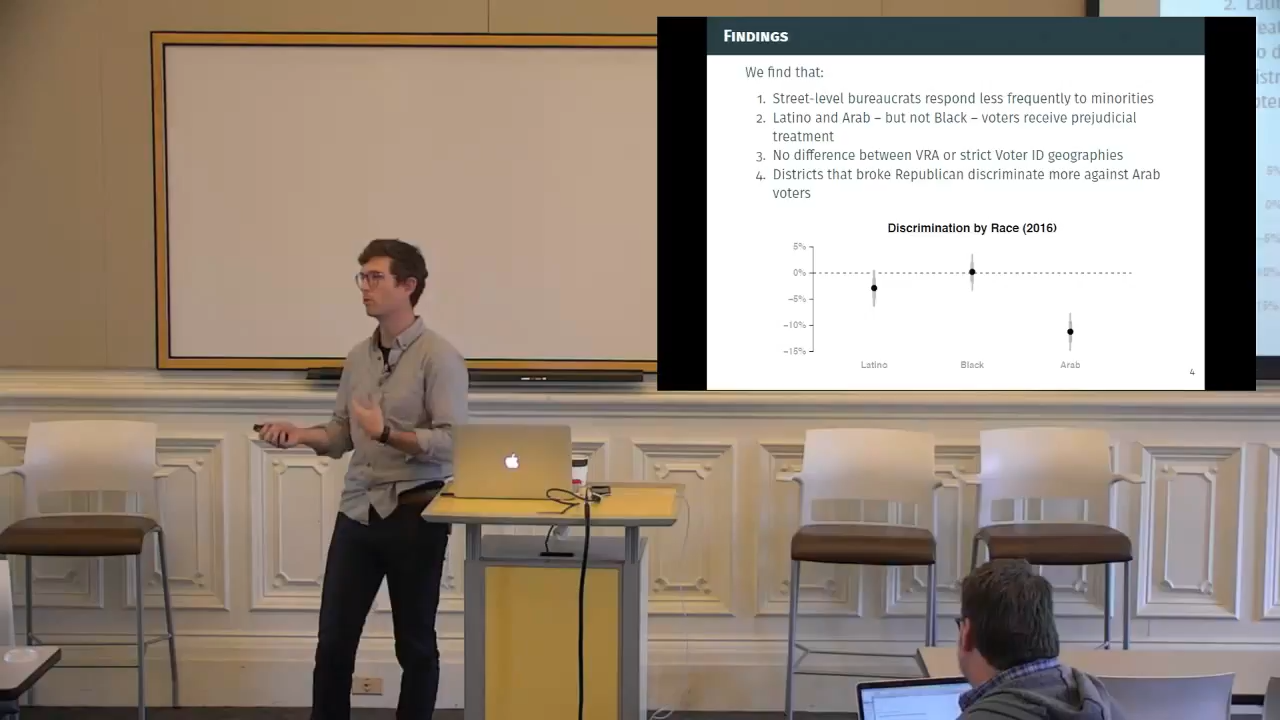 FINDINGS
We find that:
1. Street-level bureaucrats respond less frequently to minorities
2. Latino and Arab – but not Black – voters receive prejudicial
treatment
3. No difference between VRA or strict Voter ID geographies
4. Districts that broke Republican discriminate more against Arab
voters
Discrimination by Race (2016)
5%
0%
−5%
−10%
−15%
Latino
Black
Arab
4